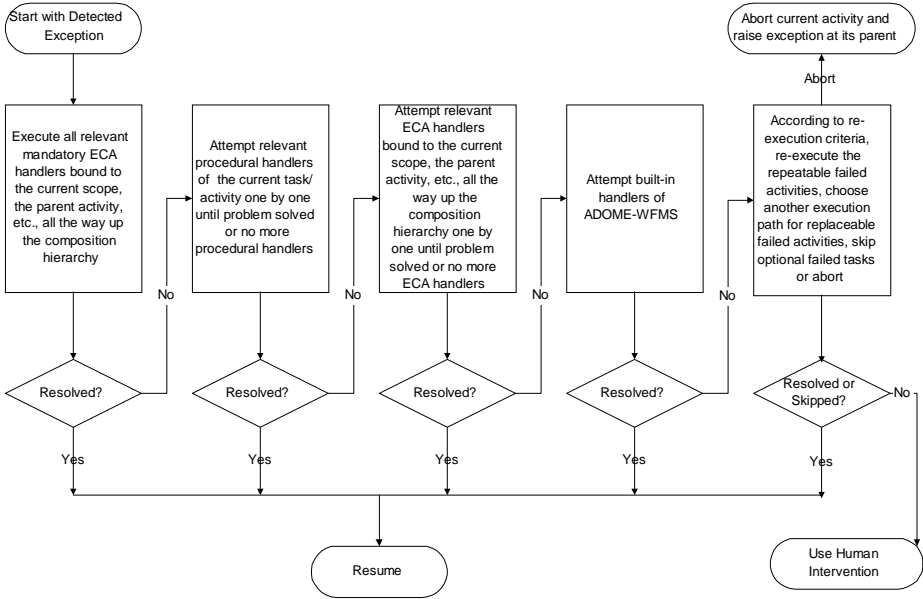 Start with Detected
Exception
Abort current activity and
raise exception at its parent
Abort
Execute all relevant
mandatory ECA
handlers bound to
the current scope,
the parent activity,
etc., all the way up
the composition
hierarchy
Attempt relevant
procedural handlers
of the current task/
activity one by one
until problem solved
or no more
procedural handlers
Attempt relevant
ECA handlers
bound to the current
scope, the parent
activity, etc., all the
way up the
composition
hierarchy one by
one until problem
solved or no more
ECA handlers
Attempt built-in
handlers of
ADOME-WFMS
According to re-
execution criteria,
re-execute the
repeatable failed
activities, choose
another execution
path for replaceable
failed activities, skip
optional failed tasks
or abort
No
No
No
No
Resolved?
Resolved?
Resolved?
Resolved?
Resolved or
Skipped?
No
Yes
Yes
Yes
Yes
Yes
Resume
Use Human
Intervention